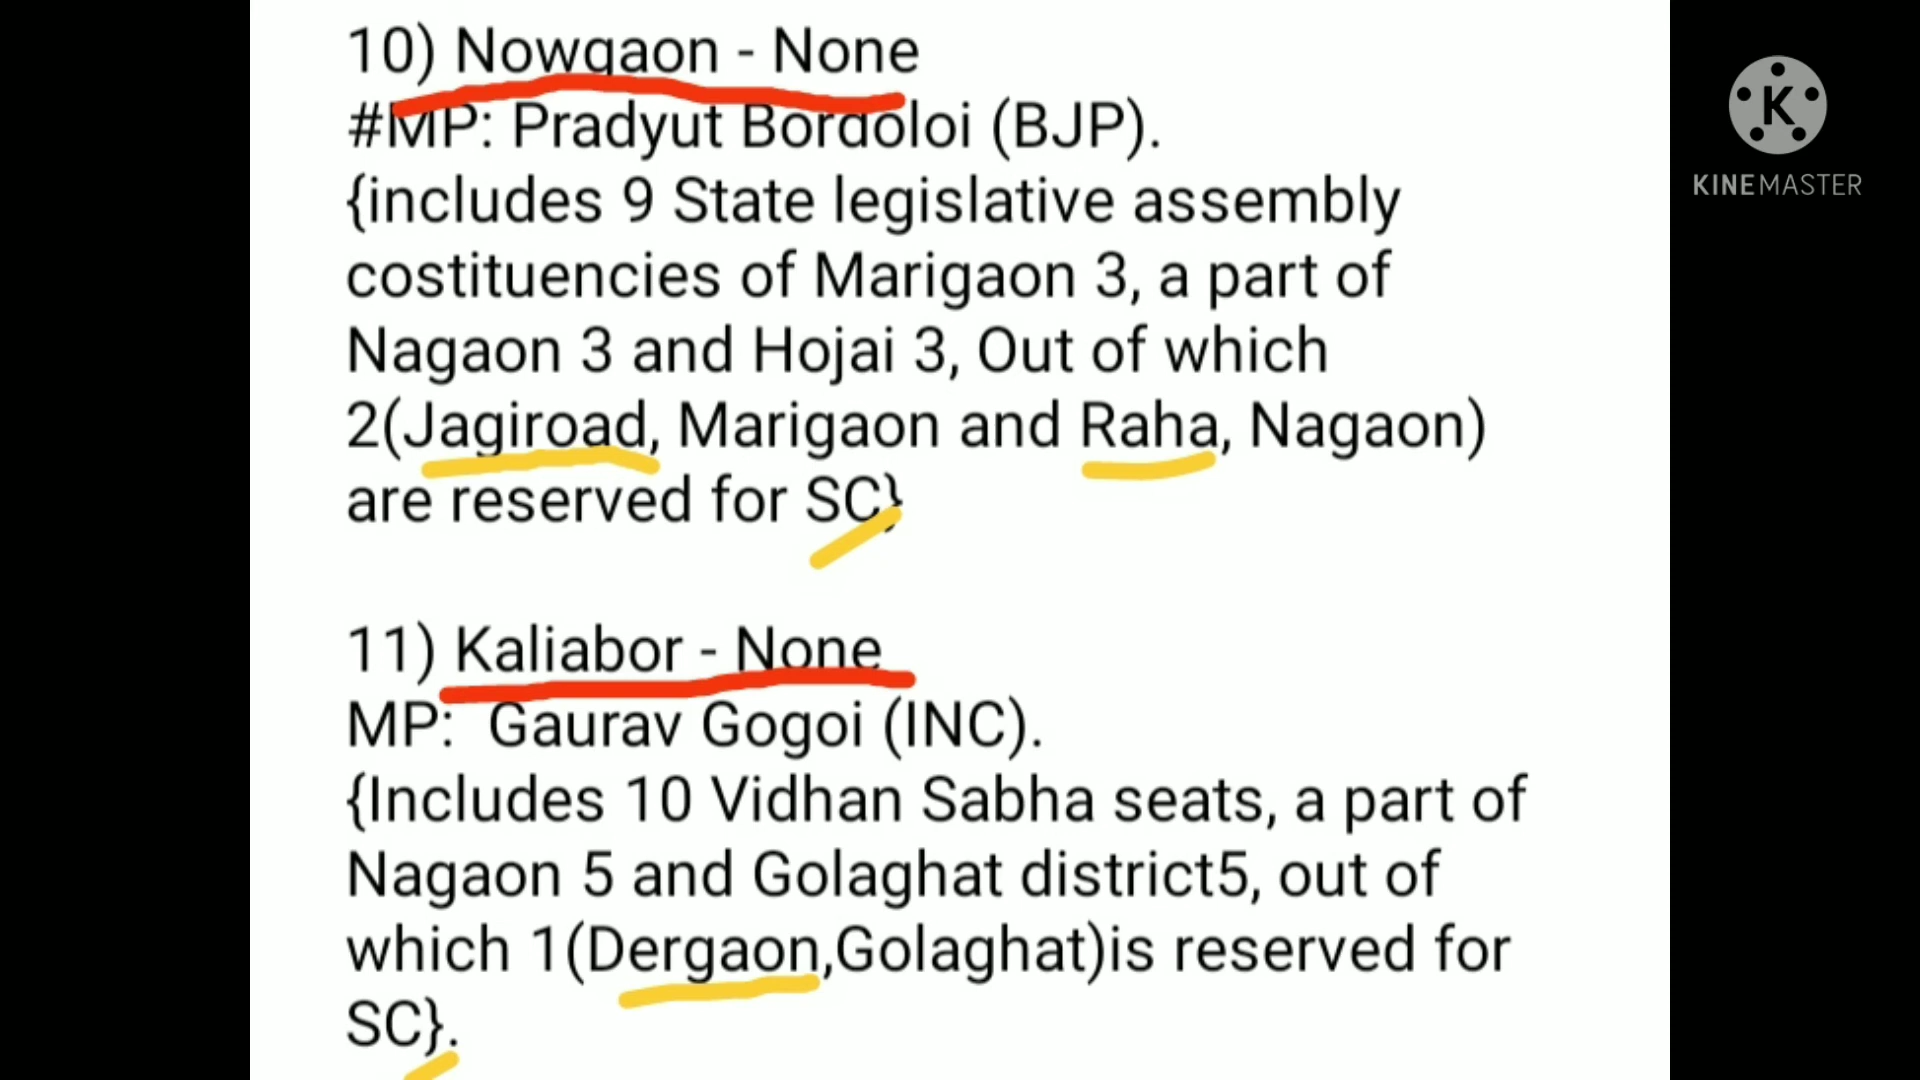 10) Nowgaon - None
#MP: Pradyut Bordoloi (BJP).
{includes 9 State legislative assembly
costituencies of Marigaon 3, a part of
Nagaon 3 and Hojai 3, Out of which
2(Jagiroad, Marigaon and Raha, Nagaon)
are reserved for SC}
11) Kaliabor - None
MP:  Gaurav Gogoi (INC).
{Includes 10 Vidhan Sabha seats, a part of
Nagaon 5 and Golaghat district5, out of
which 1(Dergaon,Golaghat)is reserved for
SC}.
K
KINEMASTER